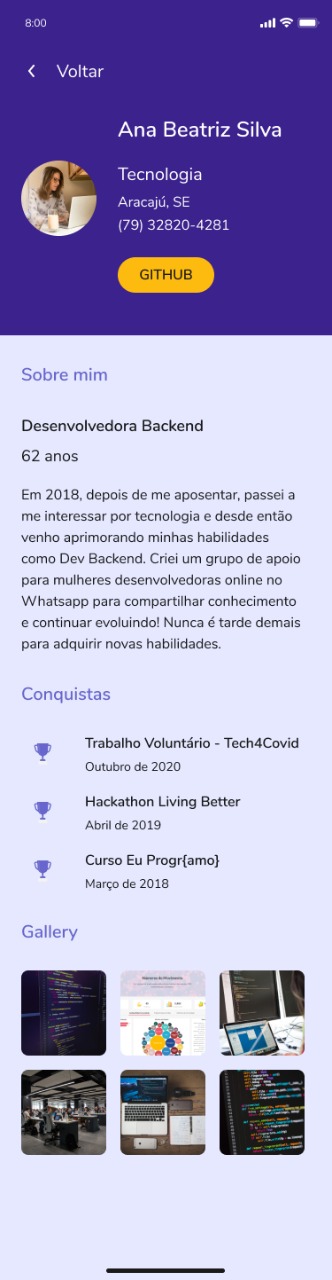 8:00
Voltar
Ana Beatriz Silva
Tecnologia
Aracajú, SE
(79) 32820-4281
GITHUB
Sobre mim
Desenvolvedora Backend
62 anos
Em 2018, depois de me aposentar, passei a
me interessar por tecnologia e desde então
venho aprimorando minhas habilidades
como Dev Backend. Criei um grupo de apoio
para mulheres desenvolvedoras online no
Whatsapp para compartilhar conhecimento
e continuar evoluindo! Nunca é tarde demais
para adquirir novas habilidades.
Conquistas
Trabalho Voluntário - Tech4Covid
Outubro de 2020
Hackathon Living Better
Abril de 2019
Curso Eu Progr{amo}
Março de 2018
Gallery